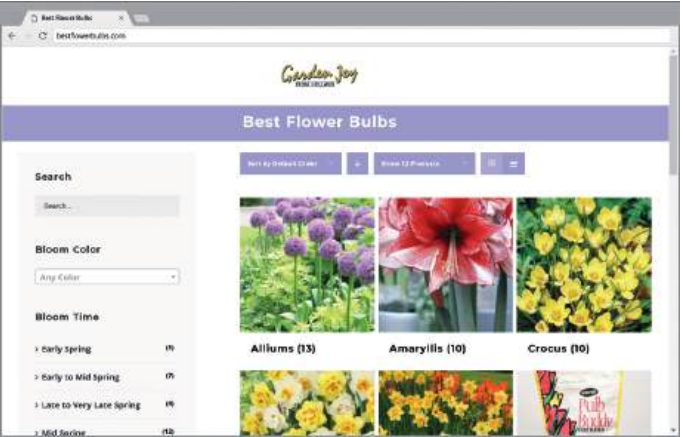 Best Flower Bulbs
bestflowerbulbs.com
Garden Joy
Best Flower Bulbs
Sort by Default Order
Show 12 Products
Search
Search...
Bloom Color
Any Color
Bloom Time
> Early Spring
> Early to Mid Spring (7)
> Late to Very Late Spring
> Mid Spring (12)
Alliums (13)
Amaryllis (10)
Crocus (10)
Bulb
Buddy